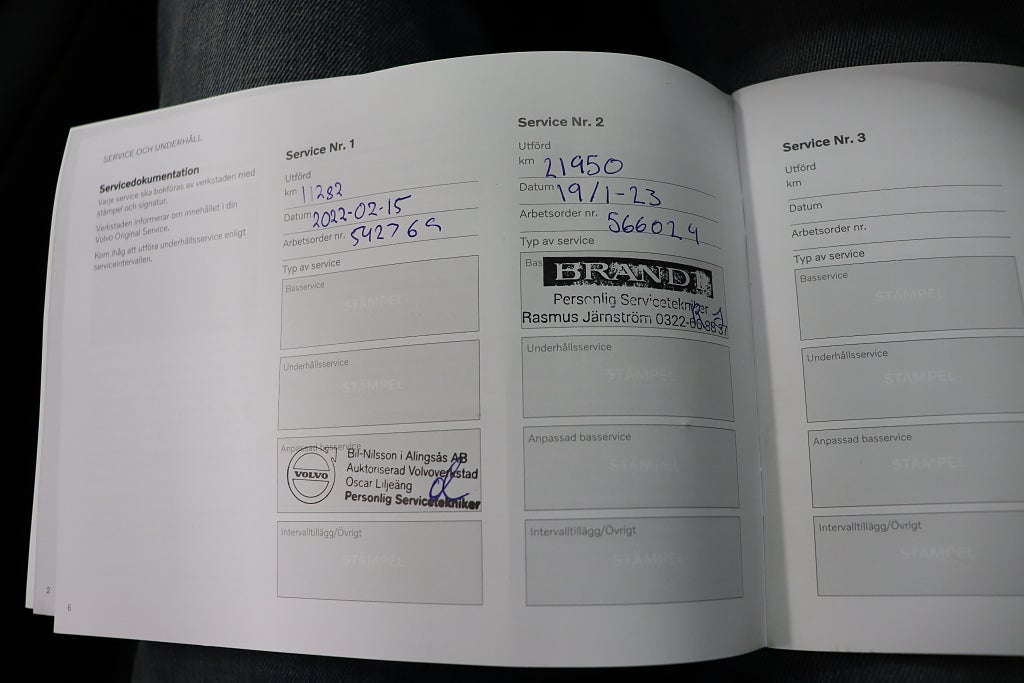 SERVICE OCH UNDERHÅLL
Servicedokumentation
Varje service ska bokföras av verkstaden med
stämpel och signatur.
Verkstaden informerar om innehållet i din
Volvo Original Service.
Kom ihåg att utföra underhållsservice enligt
serviceintervallen.
2
6
Service Nr. 1
Utförd
km 11282
Datum 2022-02-15
Arbetsorder nr. 542769
Typ av service
Basservice
STÄMPEL
Underhållsservice
STÄMPEL
Anpassad basservice
VOLVO
Bil-Nilsson i Alingsås AB
Auktoriserad Volvoverkstad
Oscar Liljeäng
Personlig Servicetekniker
Intervalltillägg/Övrigt
STÄMPEL
Service Nr. 2
Utförd
km 21950
Datum 19/1-23
Arbetsorder nr. 566024
Typ av service
Bas
BRANDT
Personlig Servicetekniker
Rasmus Järnström 0322-
Underhållsservice
STÄMPEL
Anpassad basservice
STÄMPEL
Intervalltillägg/Övrigt
STÄMPEL
Service Nr. 3
Utförd
km
Datum
Arbetsorder nr.
Typ av service
Basservice
STÄMPEL
Underhållsservice
STÄMPEL
Anpassad basservice
STÄMPEL
Intervalltillägg/Övrigt
STÄMPEL